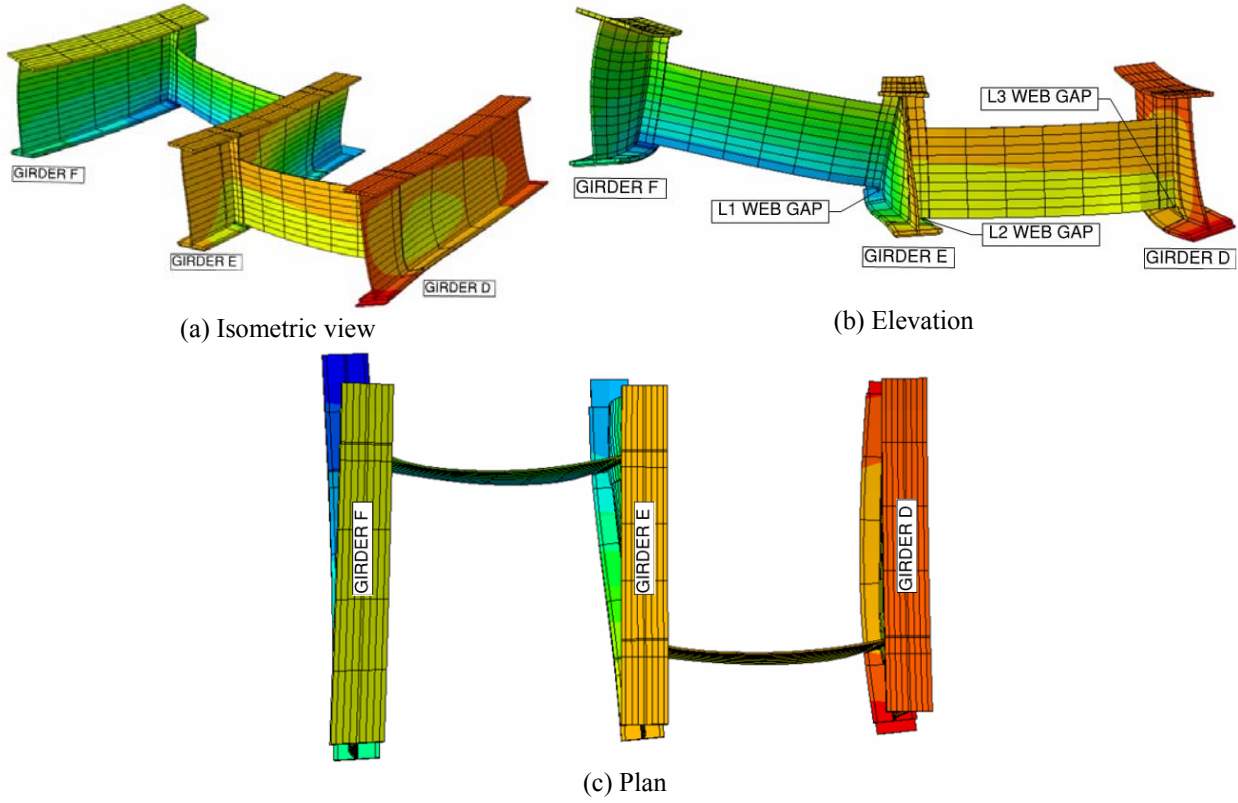 GIRDER F
GIRDER E
GIRDER D
(a) Isometric view
L3 WEB GAP
GIRDER F
L1 WEB GAP
L2 WEB GAP
GIRDER E
GIRDER D
(b) Elevation
GIRDER F
GIRDER E
GIRDER D
(c) Plan